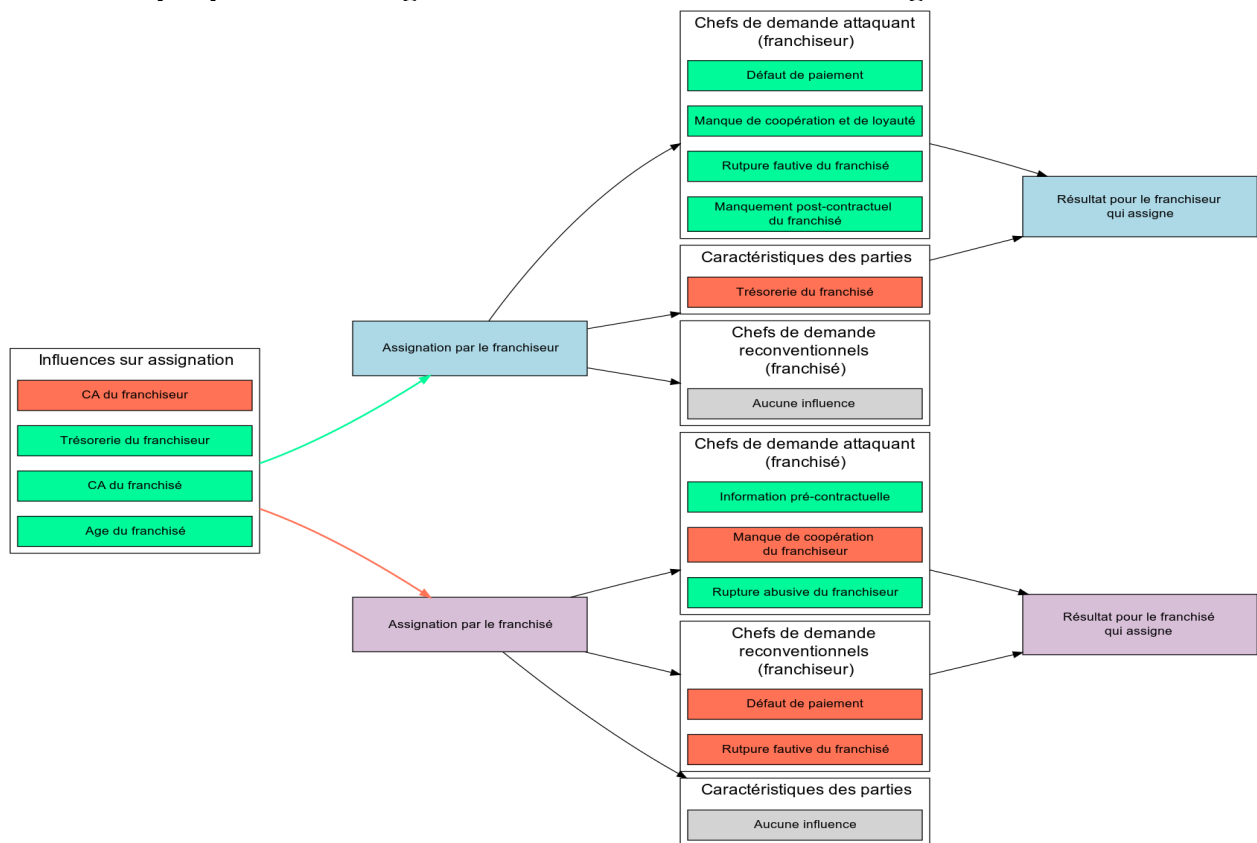 Influences sur assignation
CA du franchiseur
Trésorerie du franchiseur
CA du franchisé
Age du franchisé
Assignation par le franchiseur
Assignation par le franchisé
Chefs de demande attaquant
(franchiseur)
Défaut de paiement
Manque de coopération et de loyauté
Rutpure fautive du franchisé
Manquement post-contractuel
du franchisé
Caractéristiques des parties
Trésorerie du franchisé
Chefs de demande
reconventionnels
(franchisé)
Aucune influence
Chefs de demande attaquant
(franchisé)
Information pré-contractuelle
Manque de coopération
du franchiseur
Rupture abusive du franchiseur
Chefs de demande
reconventionnels
(franchiseur)
Défaut de paiement
Rutpure fautive du franchisé
Caractéristiques des parties
Aucune influence
Résultat pour le franchiseur
qui assigne
Résultat pour le franchisé
qui assigne